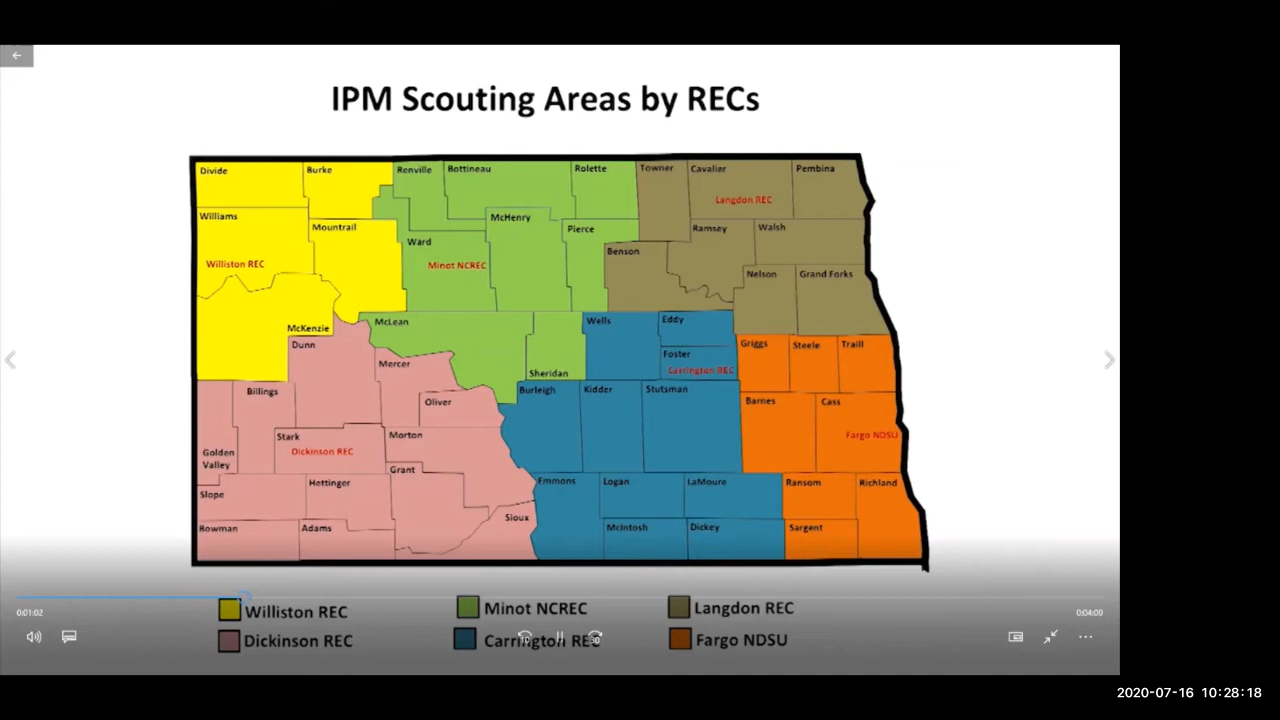 IPM Scouting Areas by RECs
Divide
Burke
Renville
Bottineau
Rolette
Towner
Cavalier
Pembina
Langdon REC
Williams
Mountrail
McHenry
Pierce
Ramsey
Walsh
Ward
Benson
Williston REC
Minot NCREC
Nelson
Grand Forks
McKenzie
McLean
Wells
Eddy
Dunn
Griggs
Steele
Traill
Foster
Mercer
Sheridan
Carrington REC
Billings
Burleigh
Kidder
Stutsman
Oliver
Barnes
Cass
Stark
Morton
Fargo NDSU
Golden
Valley
Dickinson REC
Grant
Slope
Hettinger
Emmons
Logan
LaMoure
Ransom
Richland
Bowman
Adams
Sioux
McIntosh
Dickey
Sargent
0:01:02
0:04:00
Williston REC
Minot NCREC
Langdon REC
Dickinson REC
Carrington REC
Fargo NDSU
10
30
2020-07-16 10:28:18